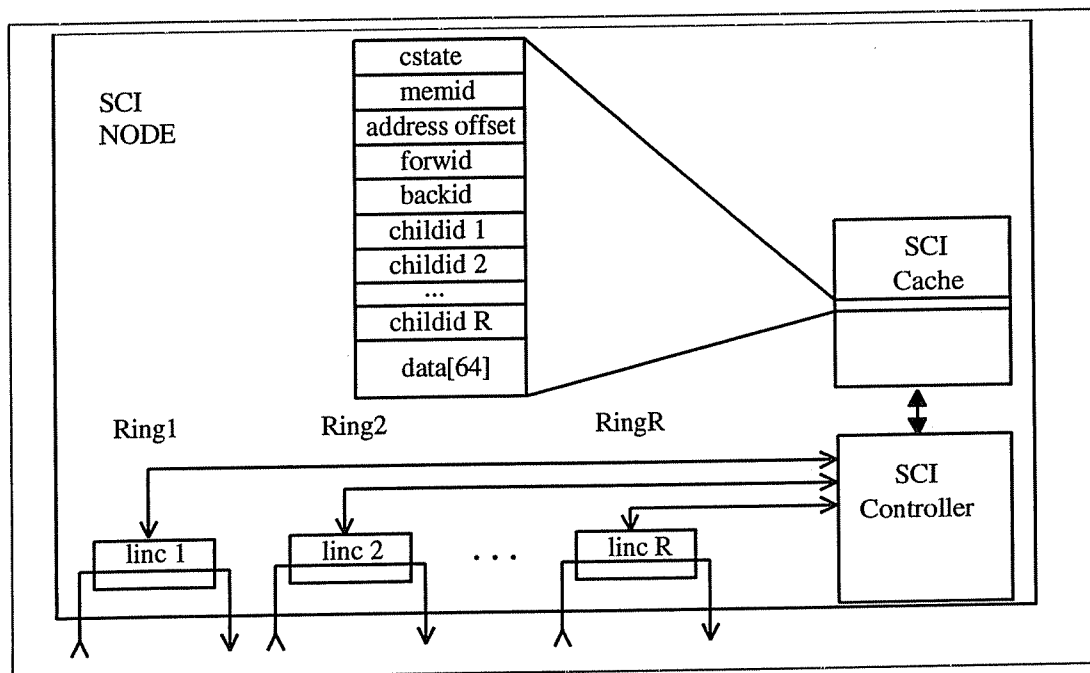 SCI
NODE
cstate
memid
address offset
forwid
backid
childid 1
childid 2
...
childid R
data[64]
SCI
Cache
Ring1
Ring2
RingR
SCI
Controller
linc 1
linc 2
. . .
linc R